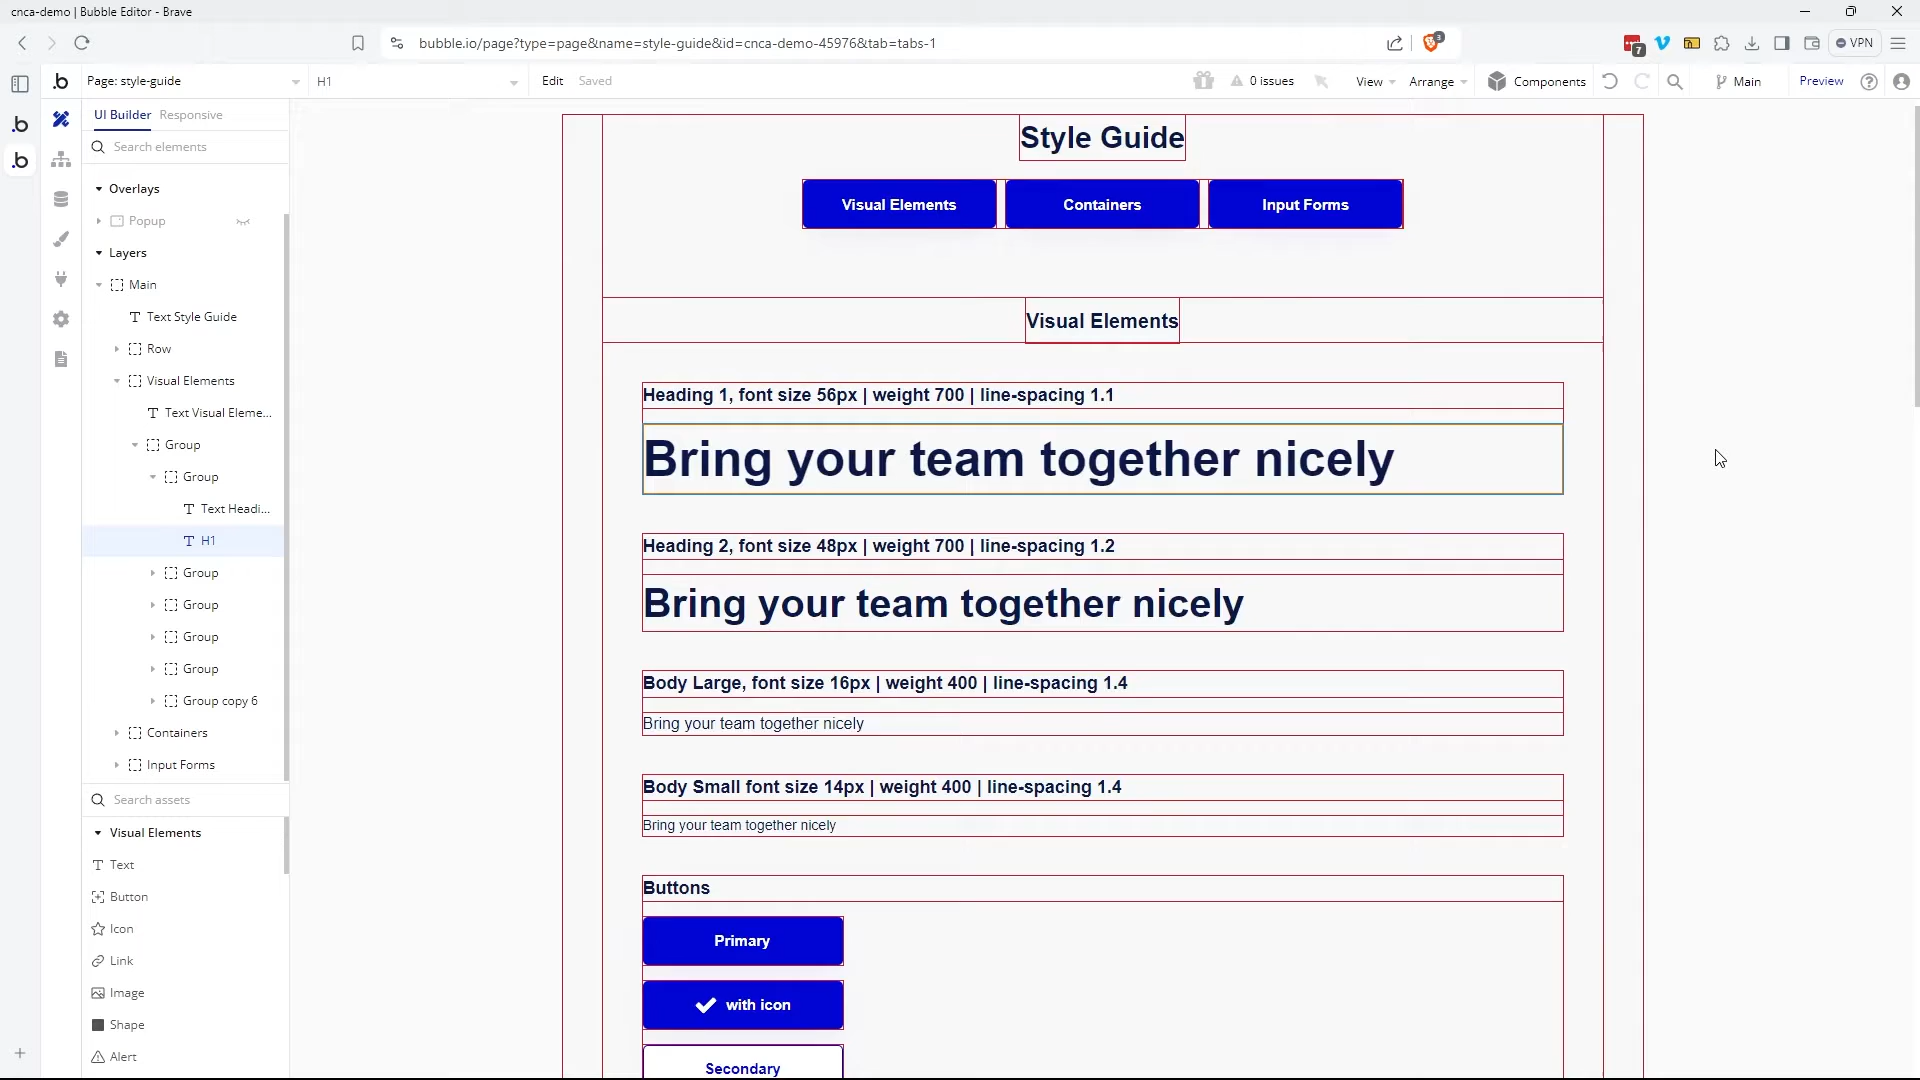 cnca-demo | Bubble Editor - Brave
bubble.io/page?type=page&name=style-guide&id=cnca-demo-45976&tab=tabs-1
7
3
VPN
Page: style-guide
H1
Edit
Saved
0 issues
View
Arrange
Components
Main
Preview
UI Builder
Responsive
Search elements
Overlays
Popup
Layers
Main
Text Style Guide
Row
Visual Elements
Text Visual Eleme...
Group
Group
Text Headi...
H1
Group
Group
Group
Group
Group copy 6
Containers
Input Forms
Search assets
Visual Elements
Text
Button
Icon
Link
Image
Shape
Alert
Style Guide
Visual Elements
Containers
Input Forms
Visual Elements
Heading 1, font size 56px | weight 700 | line-spacing 1.1
Bring your team together nicely
Heading 2, font size 48px | weight 700 | line-spacing 1.2
Bring your team together nicely
Body Large, font size 16px | weight 400 | line-spacing 1.4
Bring your team together nicely
Body Small font size 14px | weight 400 | line-spacing 1.4
Bring your team together nicely
Buttons
Primary
with icon
Secondary